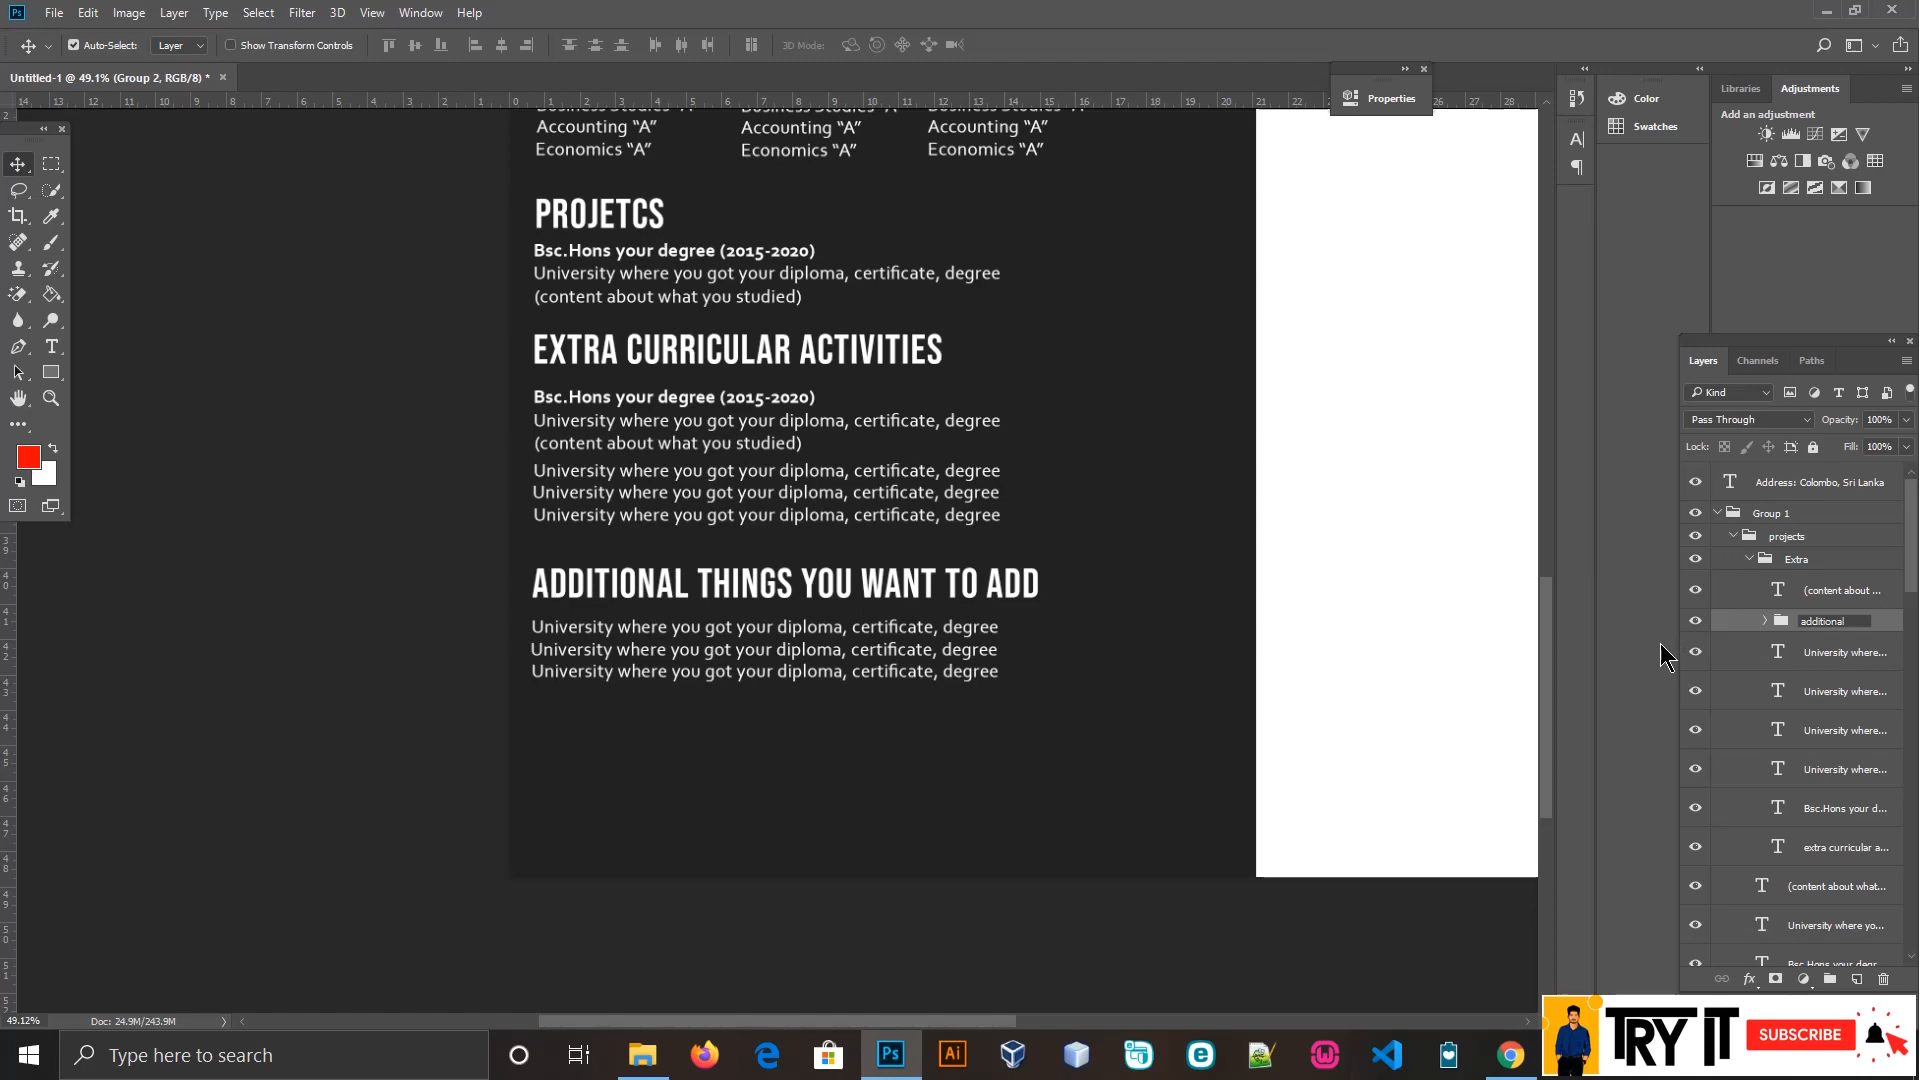 File Edit Image Layer Type Select Filter 3D View Window Help
Auto-Select: Layer Show Transform Controls 3D Mode:
Untitled-1 @ 49.1% (Group 2, RGB/8) *
Properties
Color
Swatches
Libraries Adjustments
Add an adjustment
Accounting “A” Accounting “A” Accounting “A”
Economics “A” Economics “A” Economics “A”
PROJETCS
Bsc.Hons your degree (2015-2020)
University where you got your diploma, certificate, degree
(content about what you studied)
EXTRA CURRICULAR ACTIVITIES
Bsc.Hons your degree (2015-2020)
University where you got your diploma, certificate, degree
(content about what you studied)
University where you got your diploma, certificate, degree
University where you got your diploma, certificate, degree
University where you got your diploma, certificate, degree
ADDITIONAL THINGS YOU WANT TO ADD
University where you got your diploma, certificate, degree
University where you got your diploma, certificate, degree
University where you got your diploma, certificate, degree
Layers Channels Paths
Kind
Pass Through Opacity: 100%
Lock: Fill: 100%
Address: Colombo, Sri Lanka
Group 1
projects
Extra
(content about ...
additional
University where...
University where...
University where...
University where...
Bsc.Hons your d...
extra curricular a...
(content about what...
University where yo...
49.12% Doc: 24.9M/243.9M
Type here to search
TRY IT
SUBSCRIBE